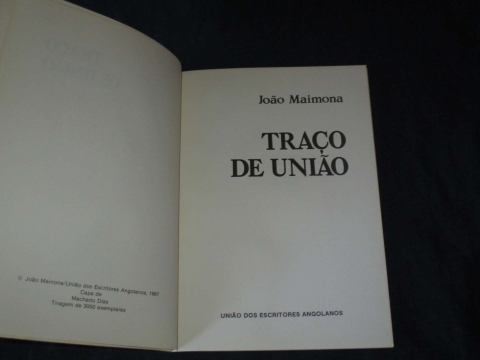 © João Maimona/União dos Escritores Angolanos, 1987
Capa de
Machado Dias
Tiragem de 3000 exemplares
João Maimona
TRAÇO
DE UNIÃO
UNIÃO DOS ESCRITORES ANGOLANOS